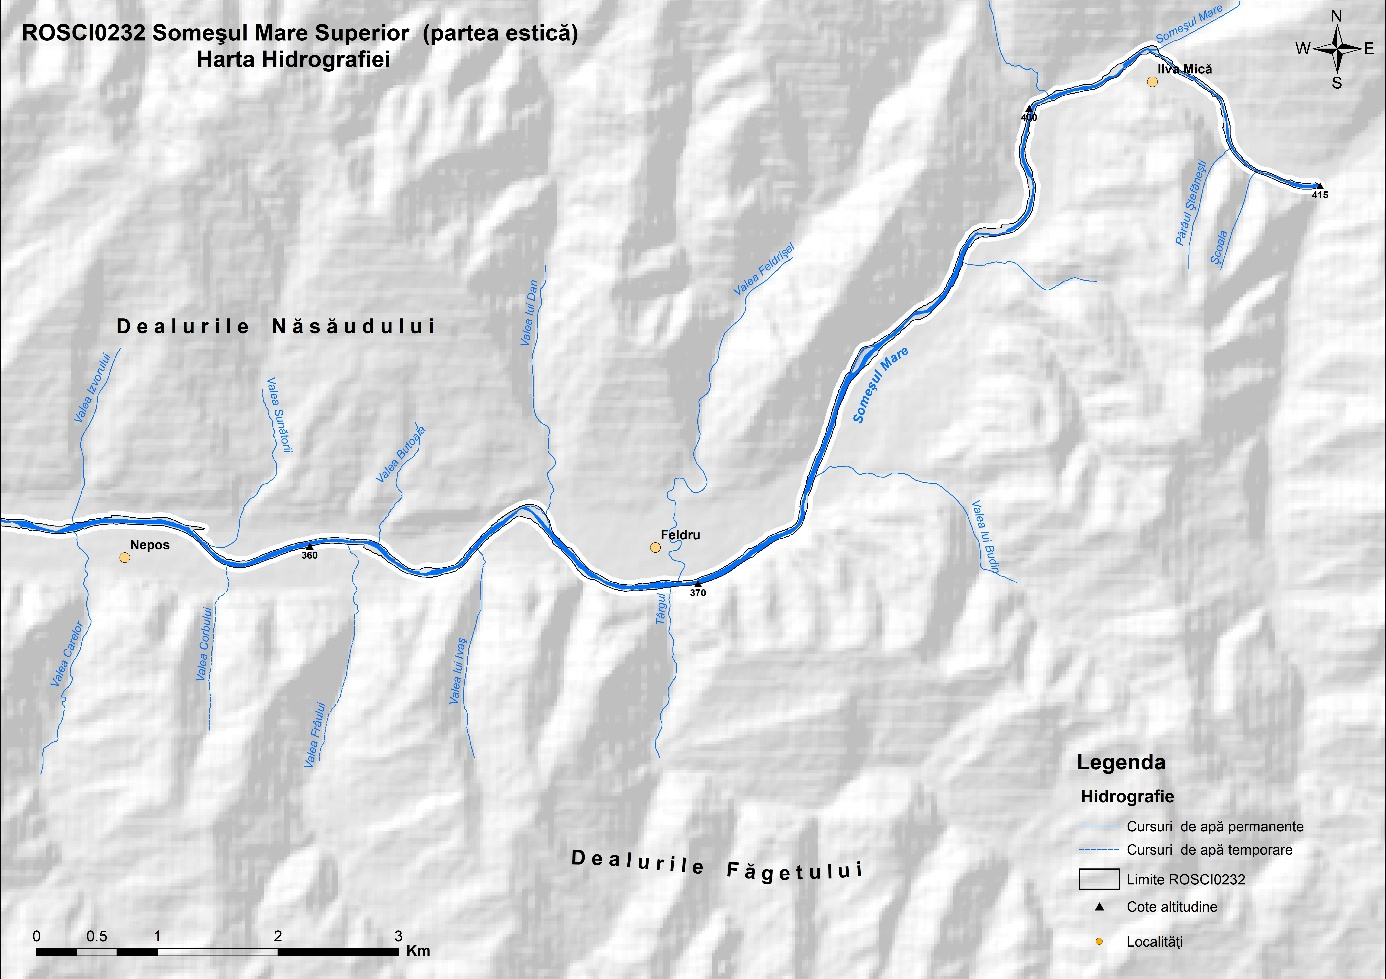 ROSCI0232 Someşul Mare Superior (partea estică)
Harta Hidrografiei
N
W E
S
Someşul Mare
Ilva Mică
400
415
Pârâul Ştefăneşti
Şcoala
Valea Feldrişel
Valea lui Dan
Dealurile Năsăudului
Someşul Mare
Valea Izvorului
Valea Sunătorii
Valea Butoaia
Valea lui Budin
Nepos
360
Feldru
370
Târgul
Valea Carelor
Valea Corbului
Valea lui Ivaş
Valea Frăului
Dealurile Făgetului
Legenda
Hidrografie
Cursuri de apă permanente
Cursuri de apă temporare
Limite ROSCI0232
Cote altitudine
Localităţi
0 0.5 1 2 3
Km